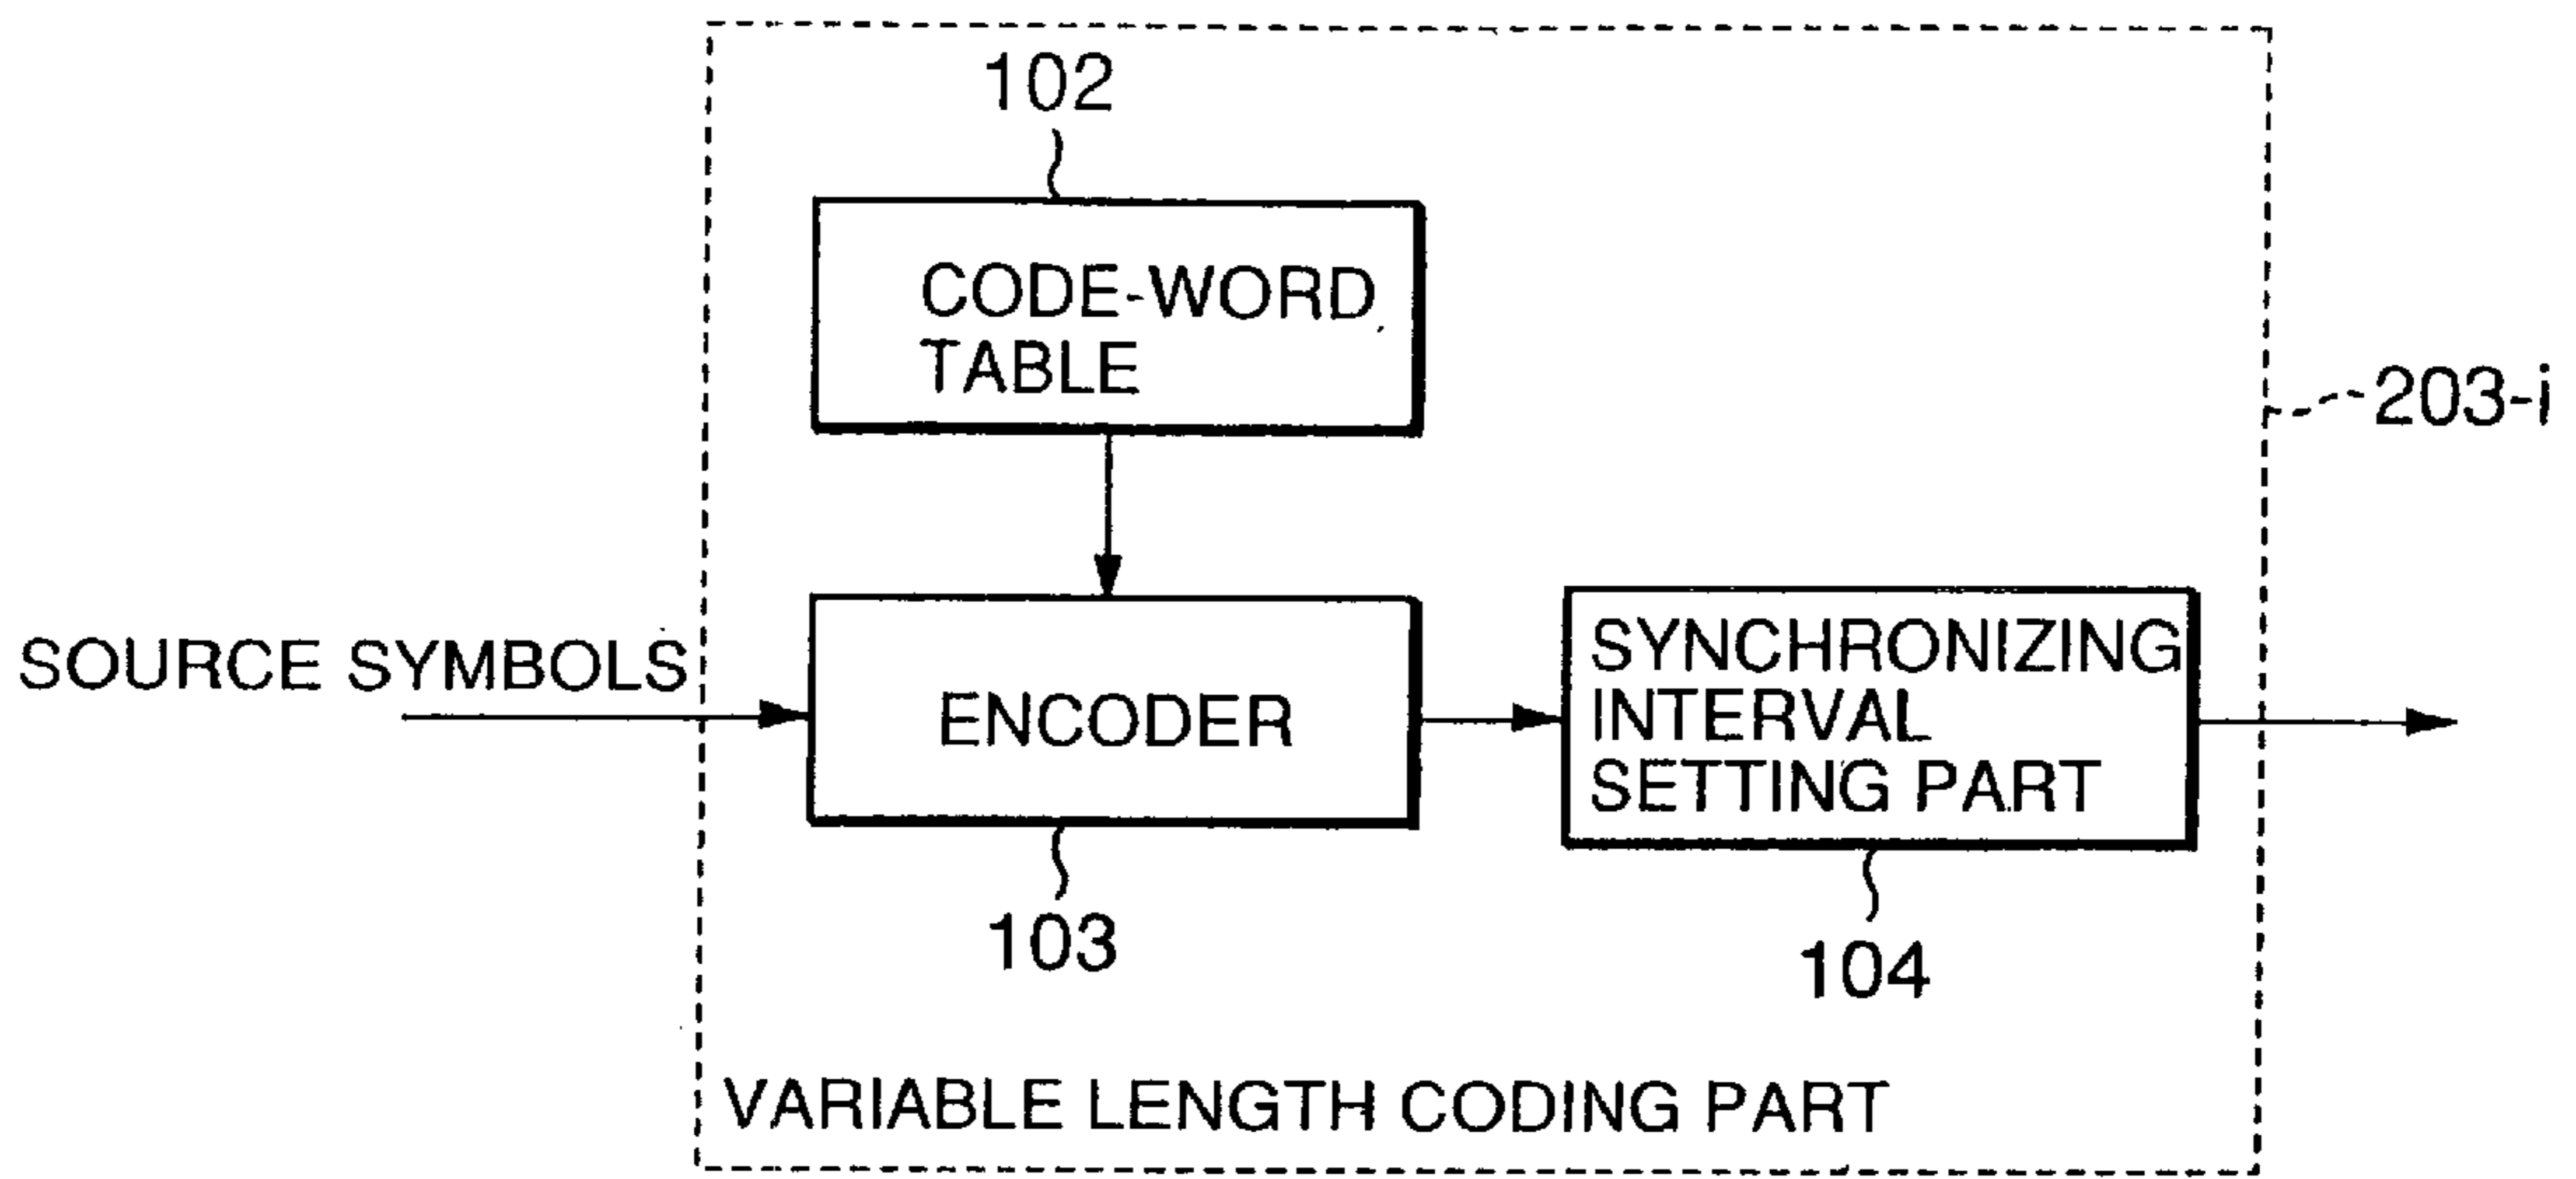 102
CODE-WORD
TABLE
203-i
SOURCE SYMBOLS
ENCODER
SYNCHRONIZING
INTERVAL
SETTING PART
103
104
VARIABLE LENGTH CODING PART